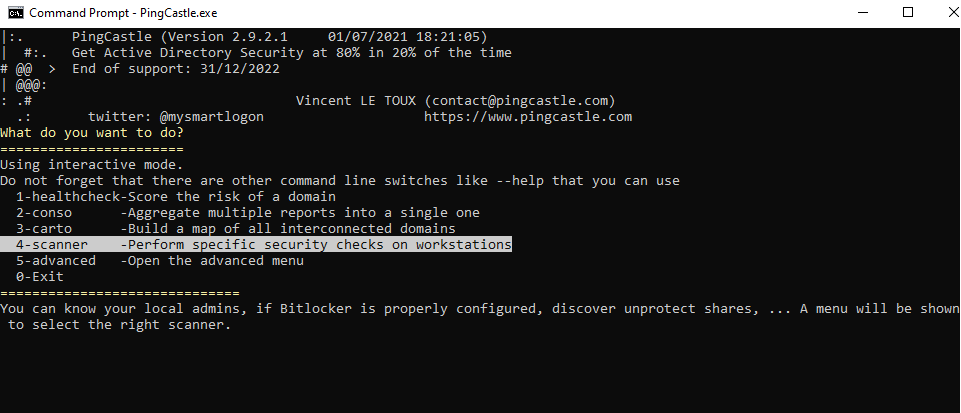 Command Prompt - PingCastle.exe
|:.      PingCastle (Version 2.9.2.1     01/07/2021 18:21:05)
|  #:.   Get Active Directory Security at 80% in 20% of the time
# @@  >  End of support: 31/12/2022
| @@@:
: .#                                 Vincent LE TOUX (contact@pingcastle.com)
  .:       twitter: @mysmartlogon                    https://www.pingcastle.com
What do you want to do?
=======================
Using interactive mode.
Do not forget that there are other command line switches like --help that you can use
  1-healthcheck-Score the risk of a domain
  2-conso      -Aggregate multiple reports into a single one
  3-carto      -Build a map of all interconnected domains
  4-scanner    -Perform specific security checks on workstations
  5-advanced   -Open the advanced menu
  0-Exit
==============================
You can know your local admins, if Bitlocker is properly configured, discover unprotect shares, ... A menu will be shown
 to select the right scanner.